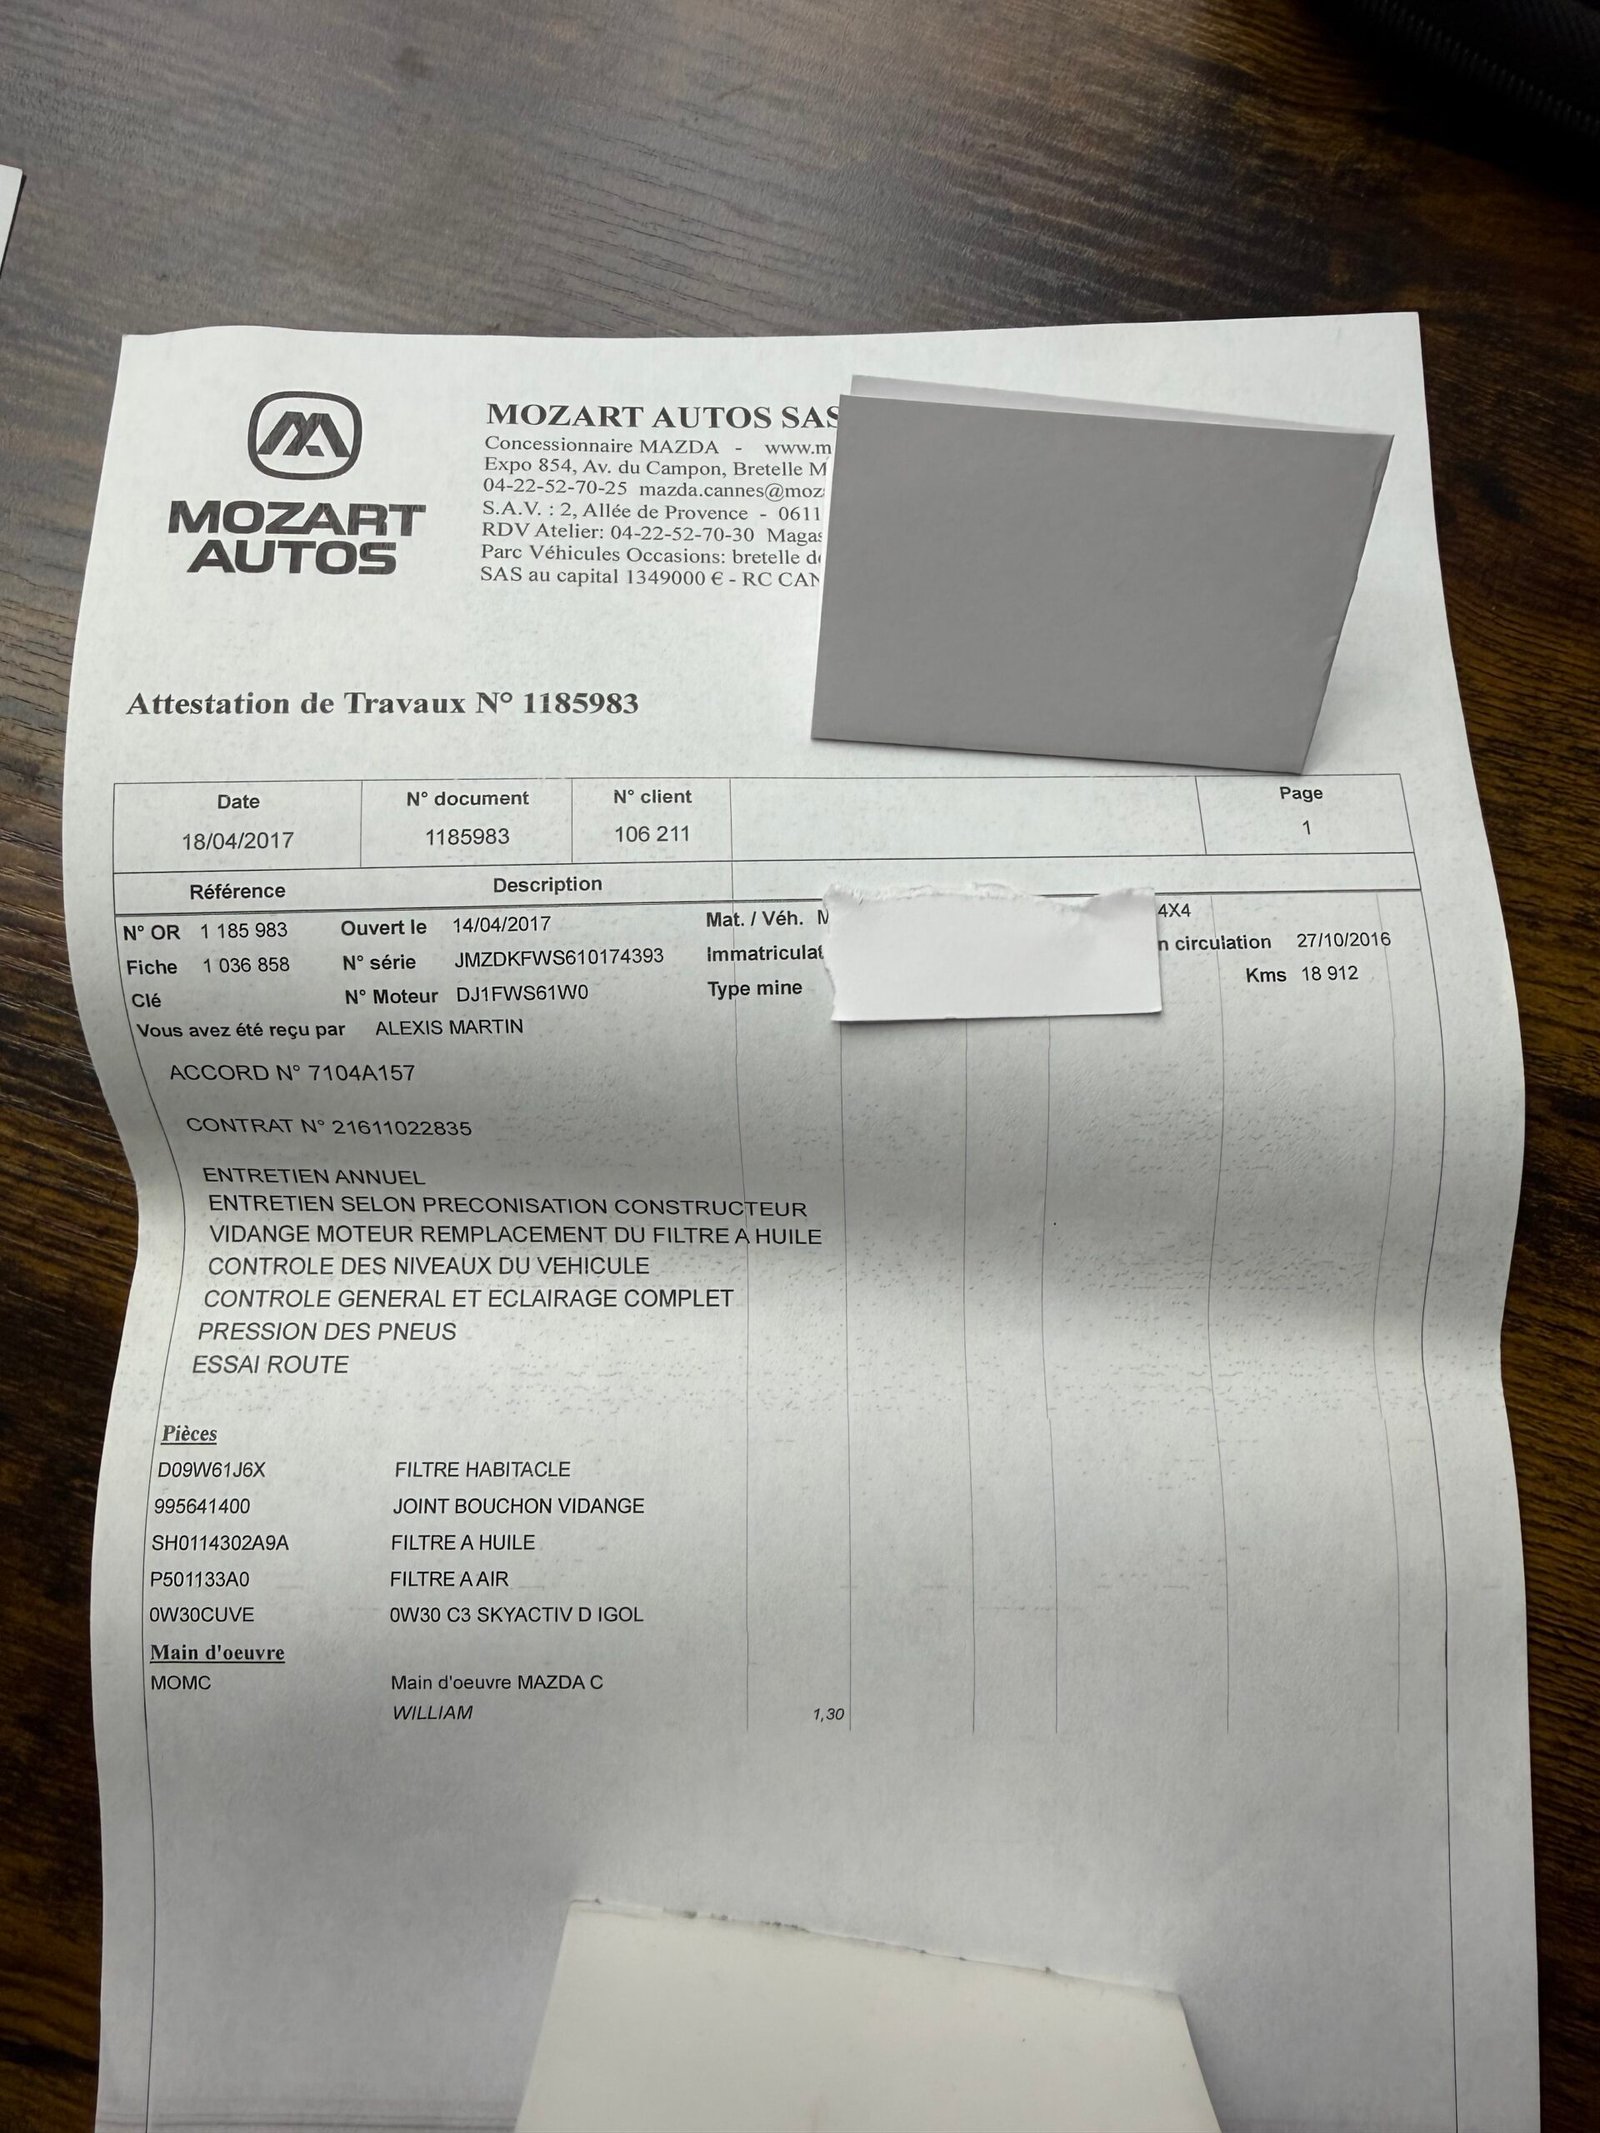 MOZART
AUTOS
MOZART AUTOS SAS
Concessionnaire MAZDA - www.m
Expo 854, Av. du Campon, Bretelle M
04-22-52-70-25 mazda.cannes@moz
S.A.V. : 2, Allée de Provence - 0611
RDV Atelier: 04-22-52-70-30 Magas
Parc Véhicules Occasions: bretelle de
SAS au capital 1349000 € - RC CAN
Attestation de Travaux N° 1185983
Date N° document N° client Page
18/04/2017 1185983 106 211 1
Référence Description
N° OR 1 185 983 Ouvert le 14/04/2017 Mat. / Véh. M 4X4
Fiche 1 036 858 N° série JMZDKFWS610174393 Immatriculat n circulation 27/10/2016
Clé N° Moteur DJ1FWS61W0 Type mine Kms 18 912
Vous avez été reçu par ALEXIS MARTIN
ACCORD N° 7104A157
CONTRAT N° 21611022835
ENTRETIEN ANNUEL
ENTRETIEN SELON PRECONISATION CONSTRUCTEUR
VIDANGE MOTEUR REMPLACEMENT DU FILTRE A HUILE
CONTROLE DES NIVEAUX DU VEHICULE
CONTROLE GENERAL ET ECLAIRAGE COMPLET
PRESSION DES PNEUS
ESSAI ROUTE
Pièces
D09W61J6X FILTRE HABITACLE
995641400 JOINT BOUCHON VIDANGE
SH0114302A9A FILTRE A HUILE
P501133A0 FILTRE A AIR
0W30CUVE 0W30 C3 SKYACTIV D IGOL
Main d'oeuvre
MOMC Main d'oeuvre MAZDA C
WILLIAM 1,30